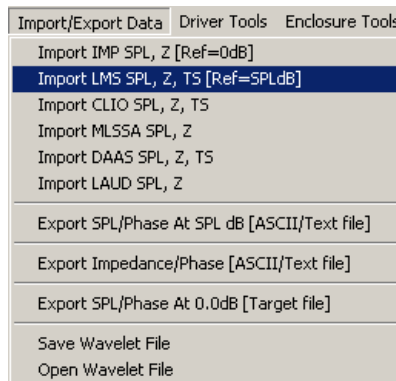 Import/Export Data Driver Tools Enclosure Tools
Import IMP SPL, Z [Ref=0dB]
Import LMS SPL, Z, TS [Ref=SPLdB]
Import CLIO SPL, Z, TS
Import MLSSA SPL, Z
Import DAAS SPL, Z, TS
Import LAUD SPL, Z
Export SPL/Phase At SPL dB [ASCII/Text file]
Export Impedance/Phase [ASCII/Text file]
Export SPL/Phase At 0.0dB [Target file]
Save Wavelet File
Open Wavelet File